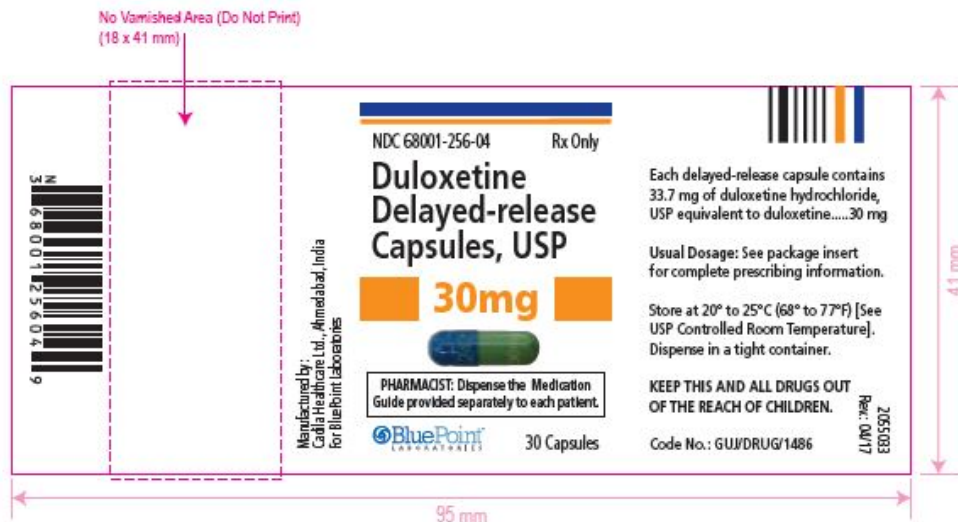 No Varnished Area (Do Not Print)
(18 x 41 mm)
N
3 68001 25604 9
Manufactured by:
Cadila Healthcare Ltd., Ahmedabad, India
For BluePoint Laboratories
NDC 68001-256-04 Rx Only
Duloxetine
Delayed-release
Capsules, USP
30mg
PHARMACIST: Dispense the Medication
Guide provided separately to each patient.
BluePoint™
LABORATORIES
30 Capsules
Each delayed-release capsule contains
33.7 mg of duloxetine hydrochloride,
USP equivalent to duloxetine.....30 mg
Usual Dosage: See package insert
for complete prescribing information.
Store at 20° to 25°C (68° to 77°F) [See
USP Controlled Room Temperature].
Dispense in a tight container.
KEEP THIS AND ALL DRUGS OUT
OF THE REACH OF CHILDREN.
Code No.: GUJ/DRUG/1486
Rev.: 04/17
41 mm
95 mm